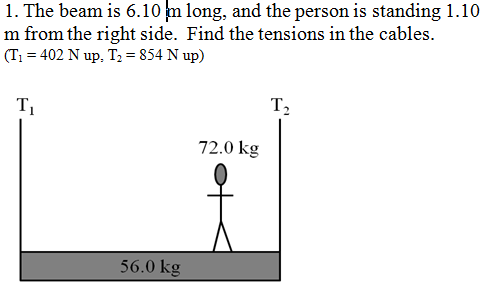 1. The beam is 6.10 m long, and the person is standing 1.10
m from the right side.  Find the tensions in the cables.
(T₁ = 402 N up, T₂ = 854 N up)
T₁
T₂
72.0 kg
56.0 kg